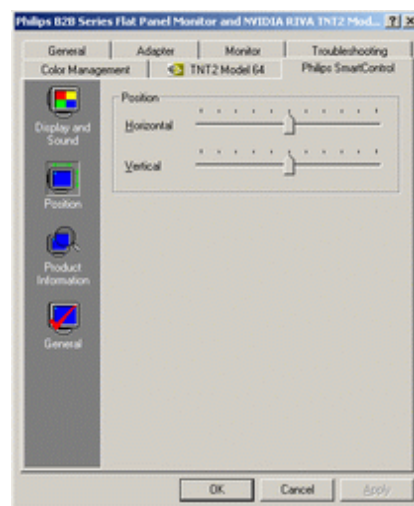 Philips B2B Series Flat Panel Monitor and NVIDIA RIVA TNT2 Mod... ? X
General Adapter Monitor Troubleshooting
Color Management TNT2 Model 64 Philips SmartControl
Display and
Sound
Position
Product
Information
General
Position
Horizontal
Vertical
OK Cancel Apply